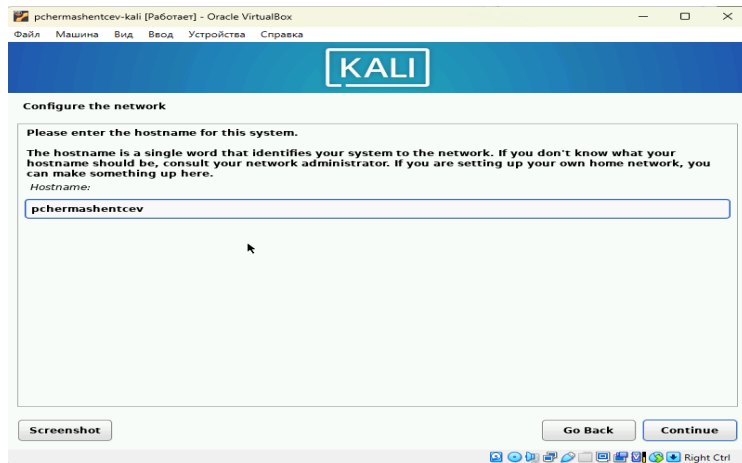 pchermashentcev-kali [Работает] - Oracle VirtualBox
Файл Машина Вид Ввод Устройства Справка
KALI
Configure the network
Please enter the hostname for this system.
The hostname is a single word that identifies your system to the network. If you don't know what your
hostname should be, consult your network administrator. If you are setting up your own home network, you
can make something up here.
Hostname:
pchermashentcev
Screenshot Go Back Continue
Right Ctrl